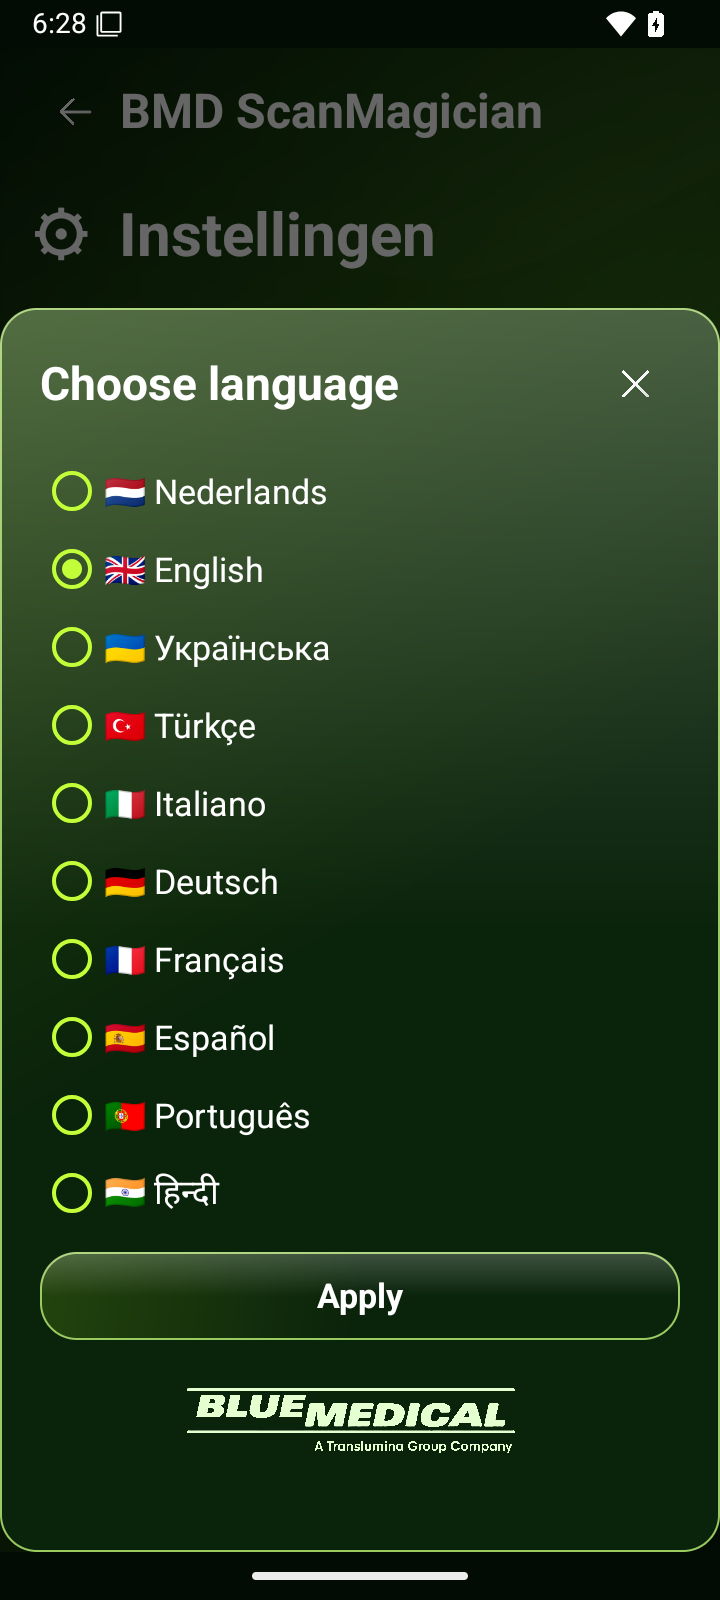 6:28
BMD ScanMagician
Instellingen
Choose language
Nederlands
English
Українська
Türkçe
Italiano
Deutsch
Français
Español
Português
हिन्दी
Apply
BLUEMEDICAL
A Translumina Group Company